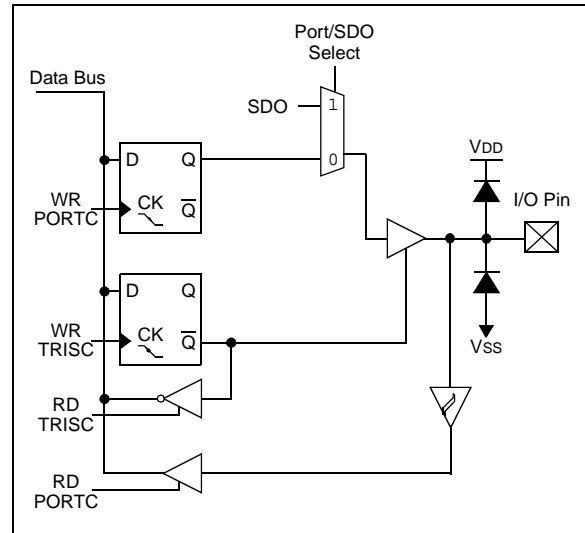 Port/SDO
Select
Data Bus
SDO
1
0
D
Q
CK
Q
WR
PORTC
VDD
I/O Pin
VSS
D
Q
CK
Q
WR
TRISC
RD
TRISC
RD
PORTC